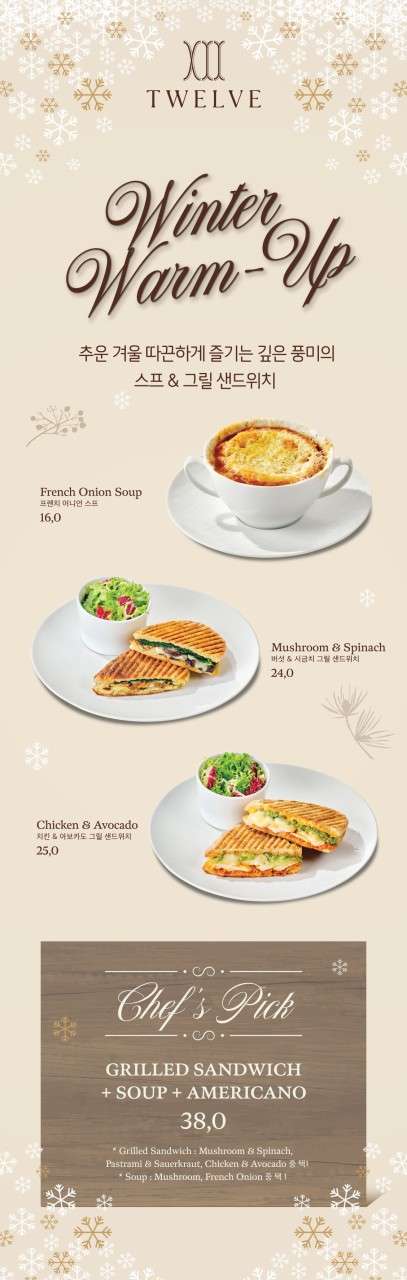 XII
TWELVE
Winter
Warm-Up
추운 겨울 따끈하게 즐기는 깊은 풍미의
스프 & 그릴 샌드위치
French Onion Soup
프렌치 어니언 스프
16,0
Mushroom & Spinach
버섯 & 시금치 그릴 샌드위치
24,0
Chicken & Avocado
치킨 & 아보카도 그릴 샌드위치
25,0
Chef's Pick
GRILLED SANDWICH
+ SOUP + AMERICANO
38,0
* Grilled Sandwich : Mushroom & Spinach,
Pastrami & Sauerkraut, Chicken & Avocado 중 택1
* Soup : Mushroom, French Onion 중 택 1